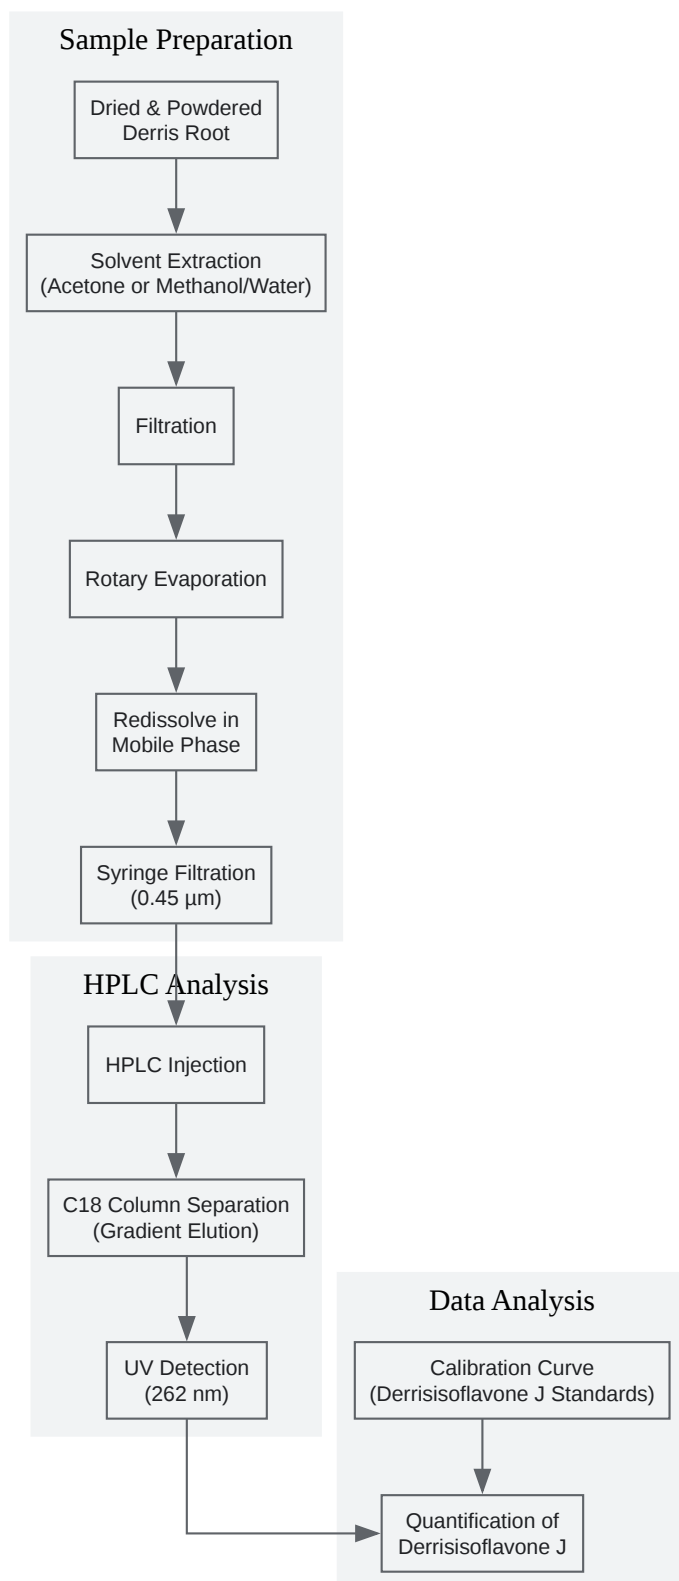 Sample Preparation
Dried & Powdered
Derris Root
Solvent Extraction
(Acetone or Methanol/Water)
Filtration
Rotary Evaporation
Redissolve in
Mobile Phase
Syringe Filtration
(0.45 µm)
HPLC Analysis
HPLC Injection
C18 Column Separation
(Gradient Elution)
UV Detection
(262 nm)
Data Analysis
Calibration Curve
(Derrisisoflavone J Standards)
Quantification of
Derrisisoflavone J